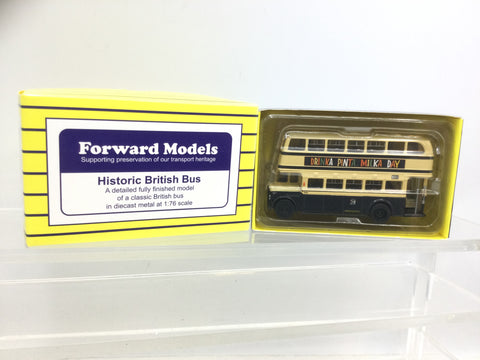 Forward Models
Supporting preservation of our transport heritage
Historic British Bus
A detailed fully finished model
of a classic British bus
in diecast metal at 1:76 scale
DRINKA PINTA MILKA DAY